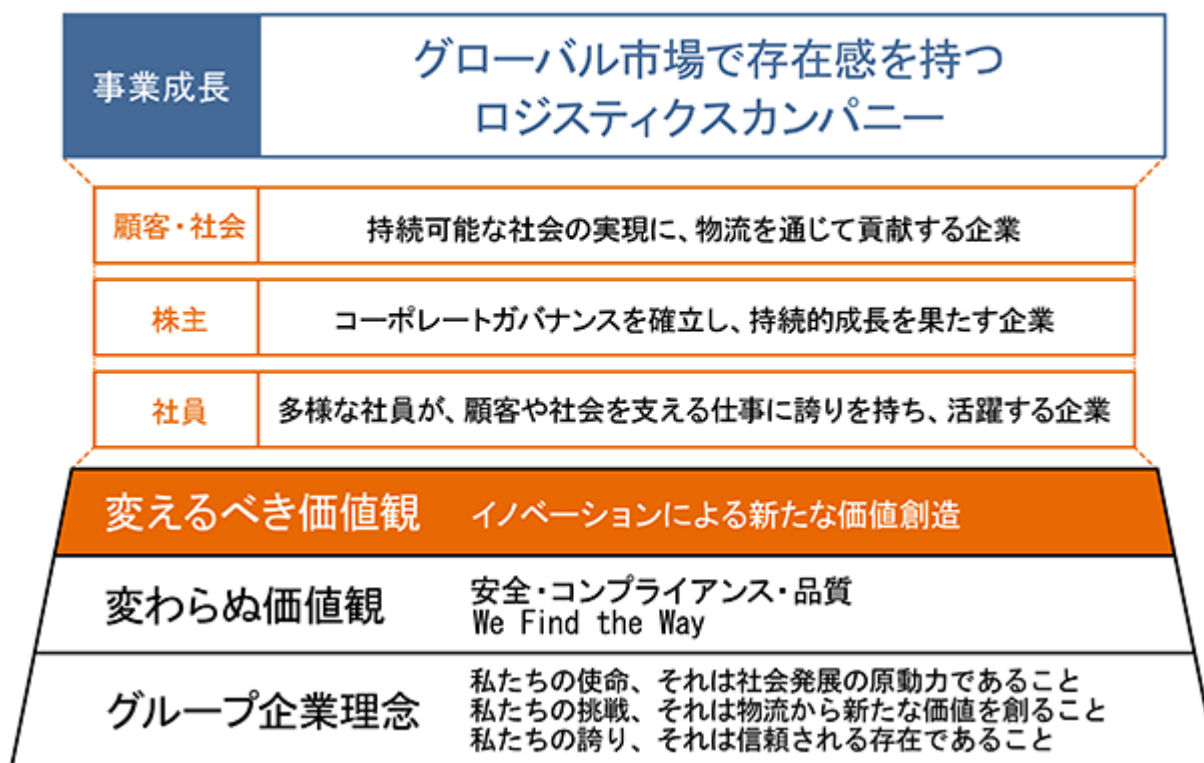 事業成長
グローバル市場で存在感を持つ
ロジスティクスカンパニー
顧客・社会
持続可能な社会の実現に、物流を通じて貢献する企業
株主
コーポレートガバナンスを確立し、持続的成長を果たす企業
社員
多様な社員が、顧客や社会を支える仕事に誇りを持ち、活躍する企業
変えるべき価値観
イノベーションによる新たな価値創造
変わらぬ価値観
安全・コンプライアンス・品質
We Find the Way
グループ企業理念
私たちの使命、それは社会発展の原動力であること
私たちの挑戦、それは物流から新たな価値を創ること
私たちの誇り、それは信頼される存在であること